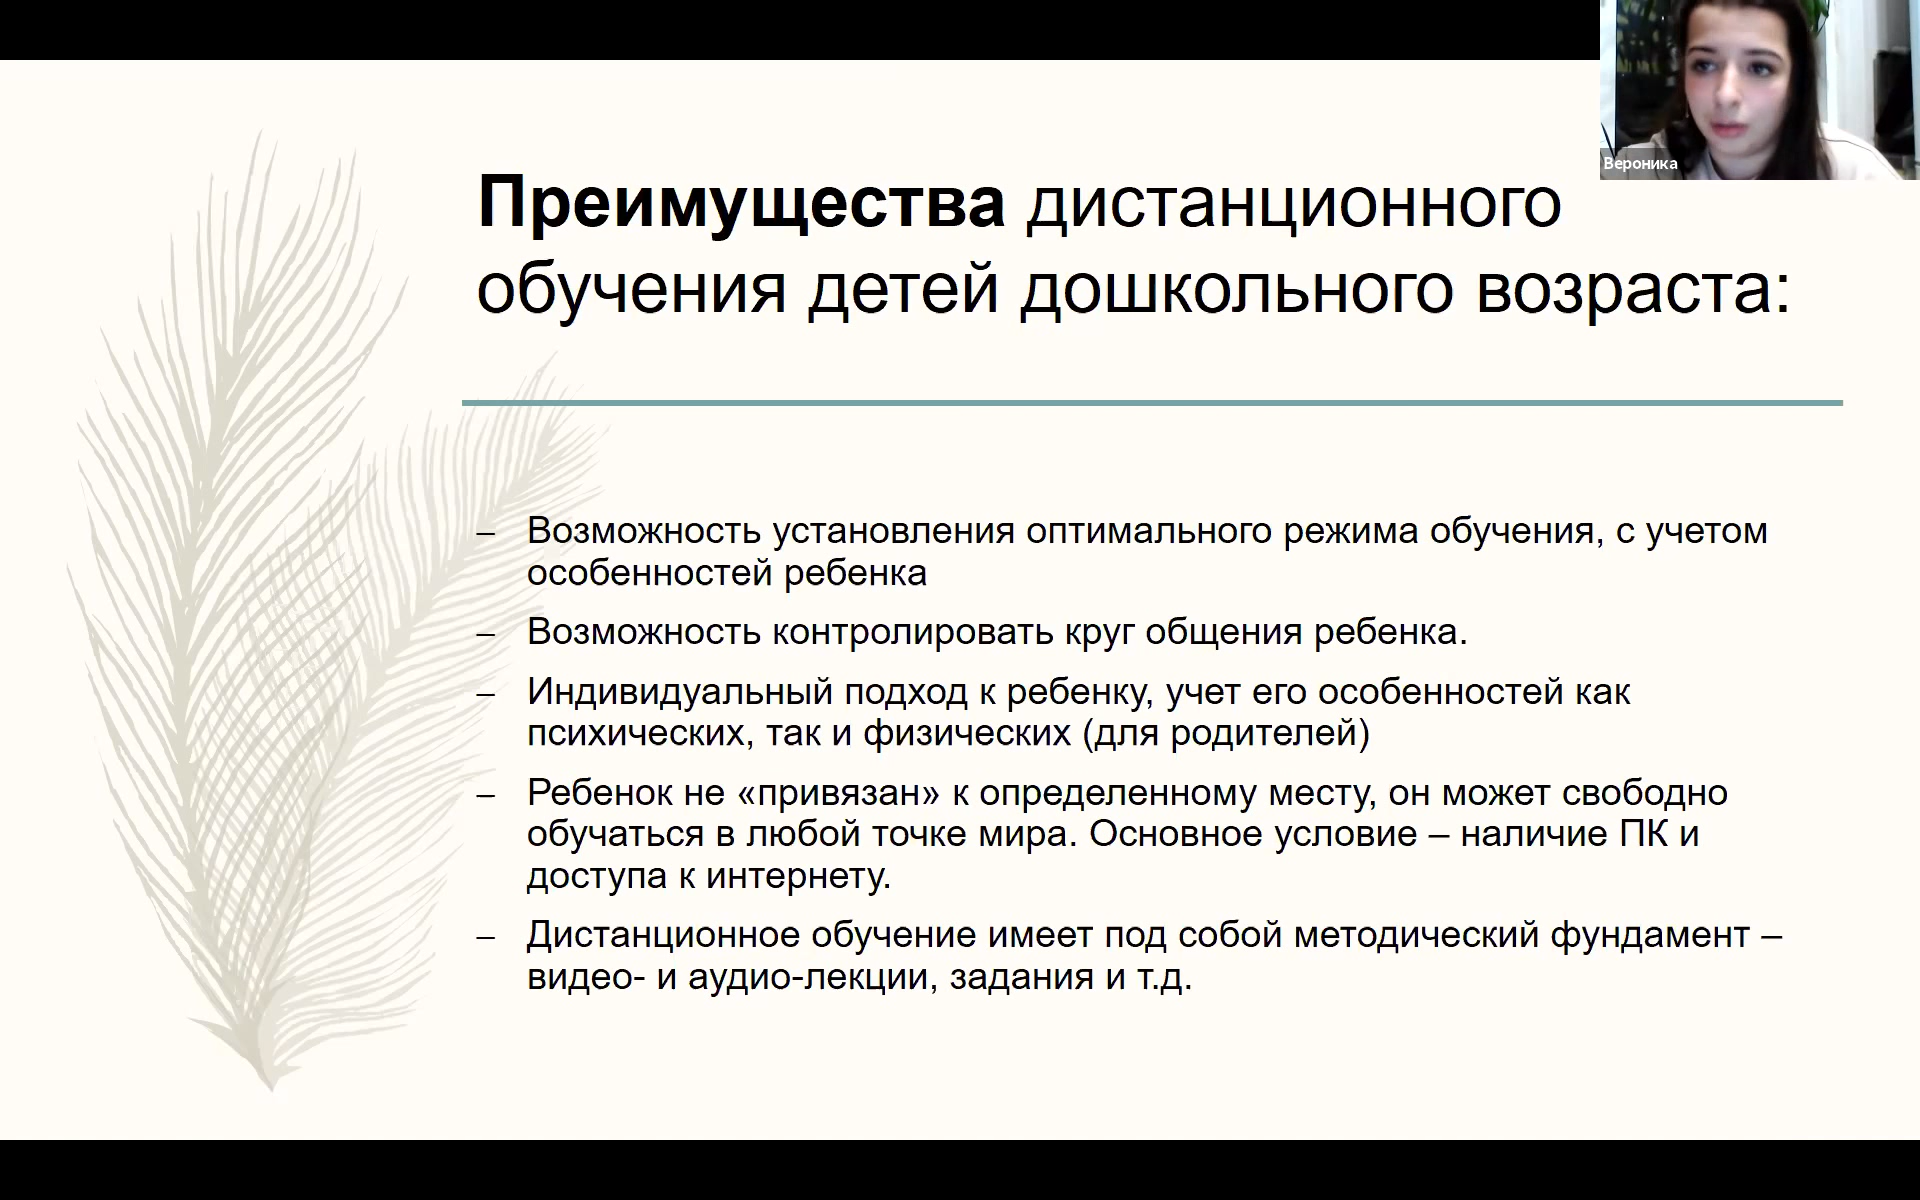 Вероника
Преимущества дистанционного
обучения детей дошкольного возраста:
– Возможность установления оптимального режима обучения, с учетом
особенностей ребенка
– Возможность контролировать круг общения ребенка.
– Индивидуальный подход к ребенку, учет его особенностей как
психических, так и физических (для родителей)
– Ребенок не «привязан» к определенному месту, он может свободно
обучаться в любой точке мира. Основное условие – наличие ПК и
доступа к интернету.
– Дистанционное обучение имеет под собой методический фундамент –
видео- и аудио-лекции, задания и т.д.